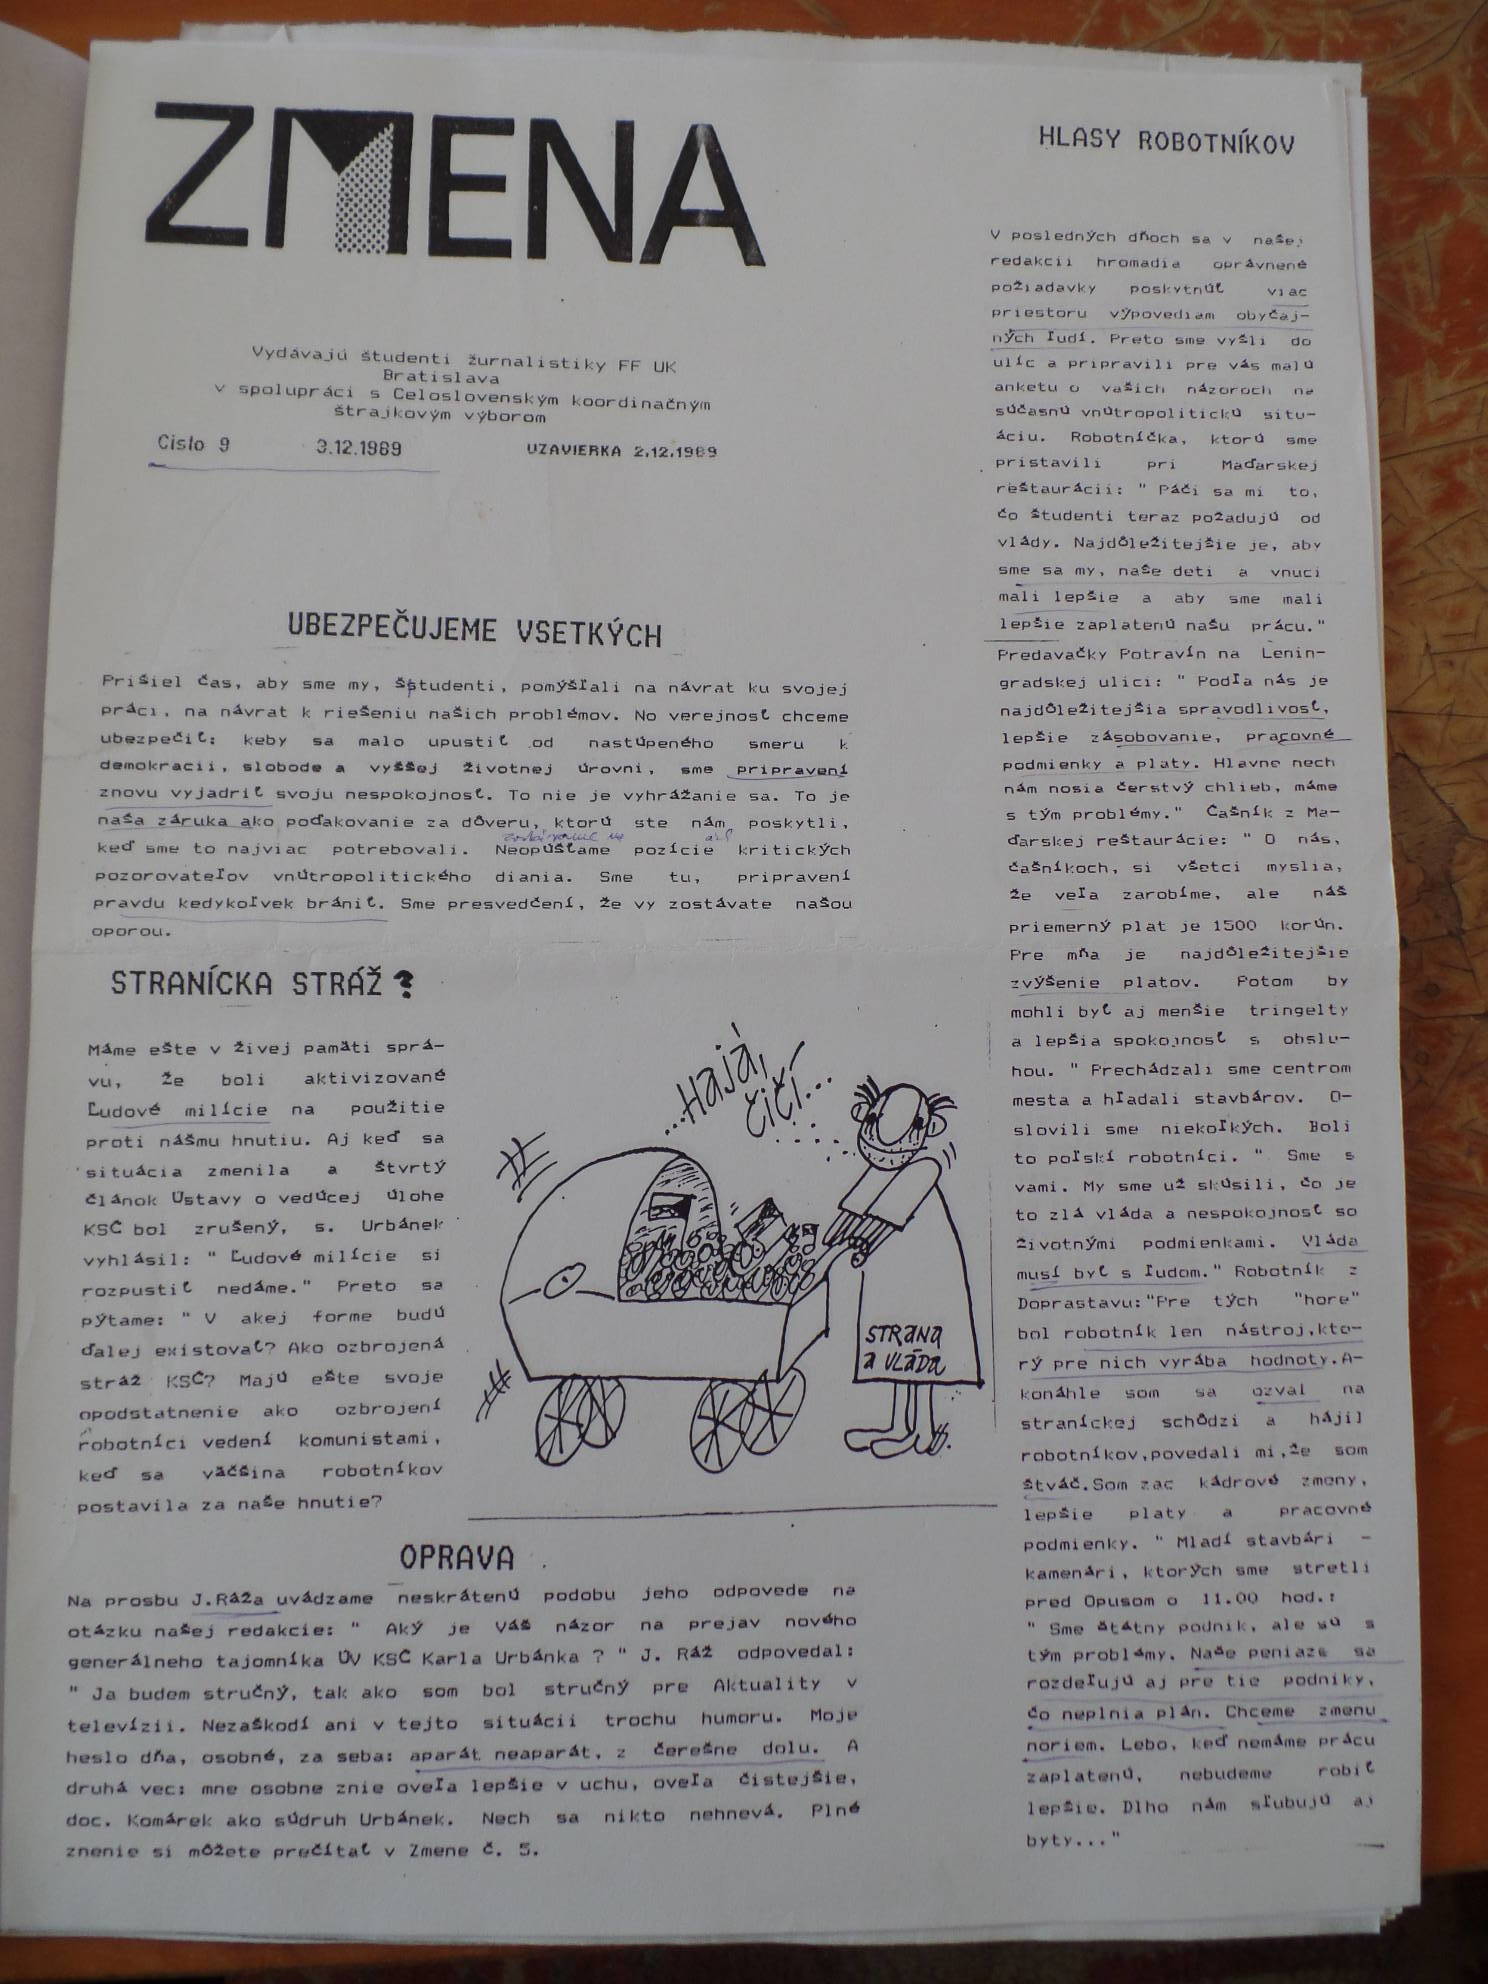 ZMENA
Vydávajú študenti žurnalistiky FF UK
Bratislava
v spolupráci s Celoslovenským koordinačným
štrajkovým výborom
Cislo 9 3.12.1989 UZAVIERKA 2.12.1989
UBEZPEČUJEME VSETKÝCH
Prišiel čas, aby sme my, študenti, pomýšľali na návrat ku svojej
práci, na návrat k riešeniu našich problémov. No verejnosť chceme
ubezpečiť: keby sa malo upustiť od nastúpeného smeru k
demokracii, slobode a vyššej životnej úrovni, sme pripravení
znovu vyjadriť svoju nespokojnosť. To nie je vyhrážanie sa. To je
naša záruka ako poďakovanie za dôveru, ktorú ste nám poskytli,
keď sme to najviac potrebovali. Neopúšťame pozície kritických
pozorovateľov vnútropolitického diania. Sme tu, pripravení
pravdu kedykoľvek brániť. Sme presvedčení, že vy zostávate našou
oporou.
STRANÍCKA STRÁŽ?
Máme ešte v živej pamäti sprá-
vu, že boli aktivizované
Ľudové milície na použitie
proti nášmu hnutiu. Aj keď sa
situácia zmenila a štvrtý
článok Ústavy o vedúcej úlohe
KSČ bol zrušený, s. Urbánek
vyhlásil: " Ľudové milície si
rozpustiť nedáme." Preto sa
pýtame: " V akej forme budú
ďalej existovať? Ako ozbrojená
stráž KSČ? Majú ešte svoje
opodstatnenie ako ozbrojení
robotníci vedení komunistami,
keď sa väčšina robotníkov
postavila za naše hnutie?
...Hajá,
čičí...
STRANA
A VLÁDA
OPRAVA
Na prosbu J.Ráža uvádzame neskrátenú podobu jeho odpovede na
otázku našej redakcie: " Aký je Váš názor na prejav nového
generálneho tajomníka ÚV KSČ Karla Urbánka ? " J. Ráž odpovedal:
" Ja budem stručný, tak ako som bol stručný pre Aktuality v
televízii. Nezaškodí ani v tejto situácii trochu humoru. Moje
heslo dňa, osobné, za seba: aparát neaparát, z čerešne dolu. A
druhá vec: mne osobne znie oveľa lepšie v uchu, oveľa čistejšie,
doc. Komárek ako súdruh Urbánek. Nech sa nikto nehnevá. Plné
znenie si môžete prečítať v Zmene č. 5.
HLASY ROBOTNÍKOV
V posledných dňoch sa v našej
redakcii hromadia oprávnené
požiadavky poskytnúť viac
priestoru výpovediam obyčaj-
ných ľudí. Preto sme vyšli do
ulíc a pripravili pre vás malú
anketu o vašich názoroch na
súčasnú vnútropolitickú situ-
áciu. Robotníčka, ktorú sme
pristavili pri Maďarskej
reštaurácii: " Páči sa mi to,
čo študenti teraz požadujú od
vlády. Najdôležitejšie je, aby
sme sa my, naše deti a vnuci
mali lepšie a aby sme mali
lepšie zaplatenú našu prácu."
Predavačky Potravín na Lenin-
gradskej ulici: " Podľa nás je
najdôležitejšia spravodlivosť,
lepšie zásobovanie, pracovné
podmienky a platy. Hlavne nech
nám nosia čerstvý chlieb, máme
s tým problémy." Čašník z Ma-
ďarskej reštaurácie: " O nás,
čašníkoch, si všetci myslia,
že veľa zarobíme, ale náš
priemerný plat je 1500 korún.
Pre mňa je najdôležitejšie
zvýšenie platov. Potom by
mohli byť aj menšie tringelty
a lepšia spokojnosť s obslu-
hou. " Prechádzali sme centrom
mesta a hľadali stavbárov. O-
slovili sme niekoľkých. Boli
to poľskí robotníci. " Sme s
vami. My sme už skúsili, čo je
to zlá vláda a nespokojnosť so
životnými podmienkami. Vláda
musí byť s ľudom." Robotník z
Doprastavu:"Pre tých "hore"
bol robotník len nástroj,kto-
rý pre nich vyrába hodnoty.A-
konáhle som sa ozval na
straníckej schôdzi a hájil
robotníkov,povedali mi,že som
štváč.Som zac kádrové zmeny,
lepšie platy a pracovné
podmienky. " Mladí stavbári -
kamenári, ktorých sme stretli
pred Opusom o 11.00 hod.:
" Sme štátny podnik, ale sú s
tým problémy. Naše peniaze sa
rozdeľujú aj pre tie podniky,
čo neplnia plán. Chceme zmenu
noriem. Lebo, keď nemáme prácu
zaplatenú, nebudeme robiť
lepšie. Dlho nám sľubujú aj
byty..."